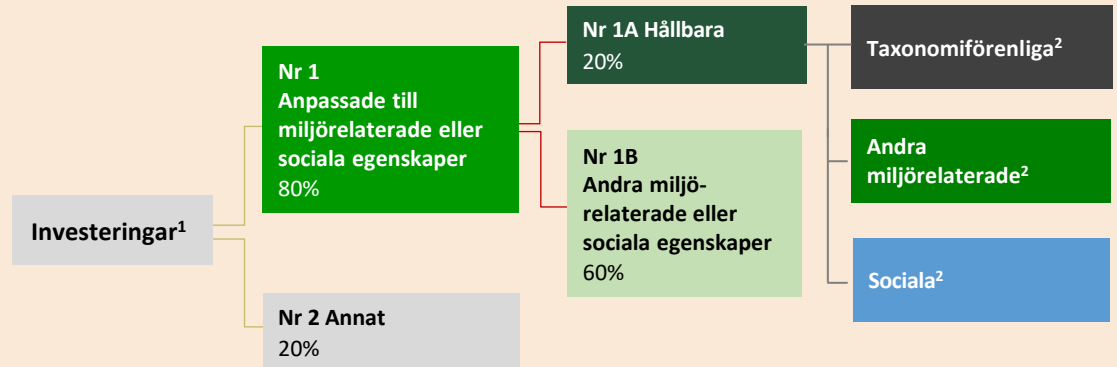 Investeringar¹
Nr 1
Anpassade till
miljörelaterade eller
sociala egenskaper
80%
Nr 2 Annat
20%
Nr 1A Hållbara
20%
Nr 1B
Andra miljö-
relaterade eller
sociala egenskaper
60%
Taxonomiförenliga²
Andra
miljörelaterade²
Sociala²